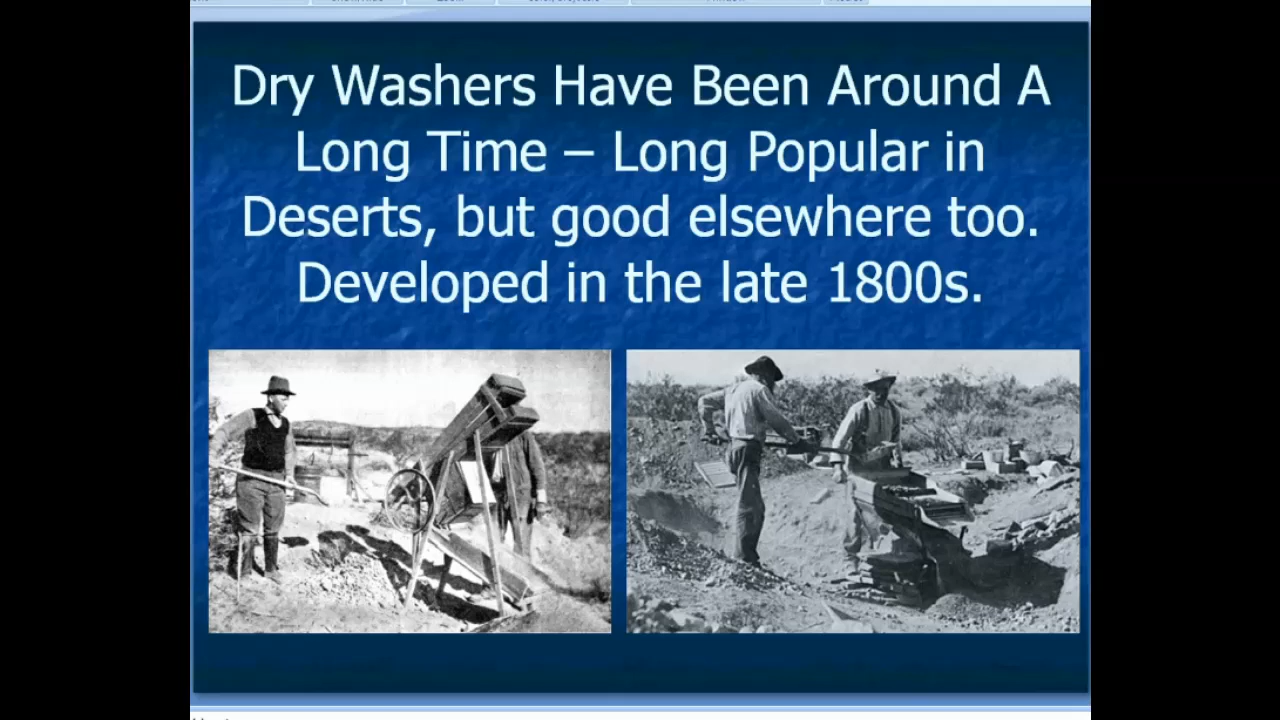 Dry Washers Have Been Around A
Long Time – Long Popular in
Deserts, but good elsewhere too.
Developed in the late 1800s.